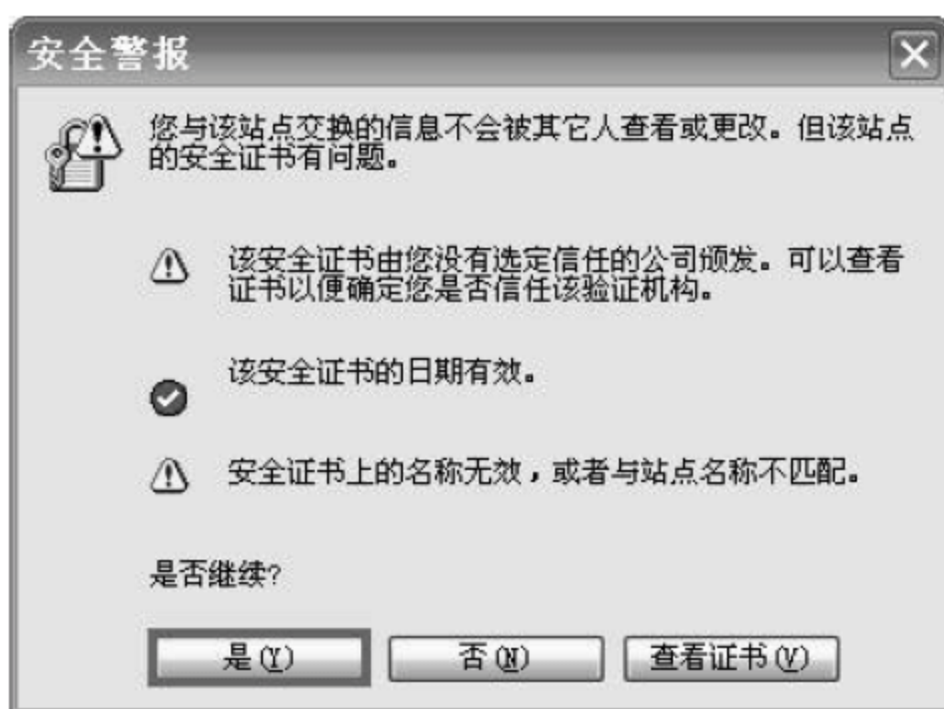 安全警报
您与该站点交换的信息不会被其它人查看或更改。但该站点
的安全证书有问题。
该安全证书由您没有选定信任的公司颁发。可以查看
证书以便确定您是否信任该验证机构。
该安全证书的日期有效。
安全证书上的名称无效，或者与站点名称不匹配。
是否继续?
是(Y)
否(N)
查看证书(V)